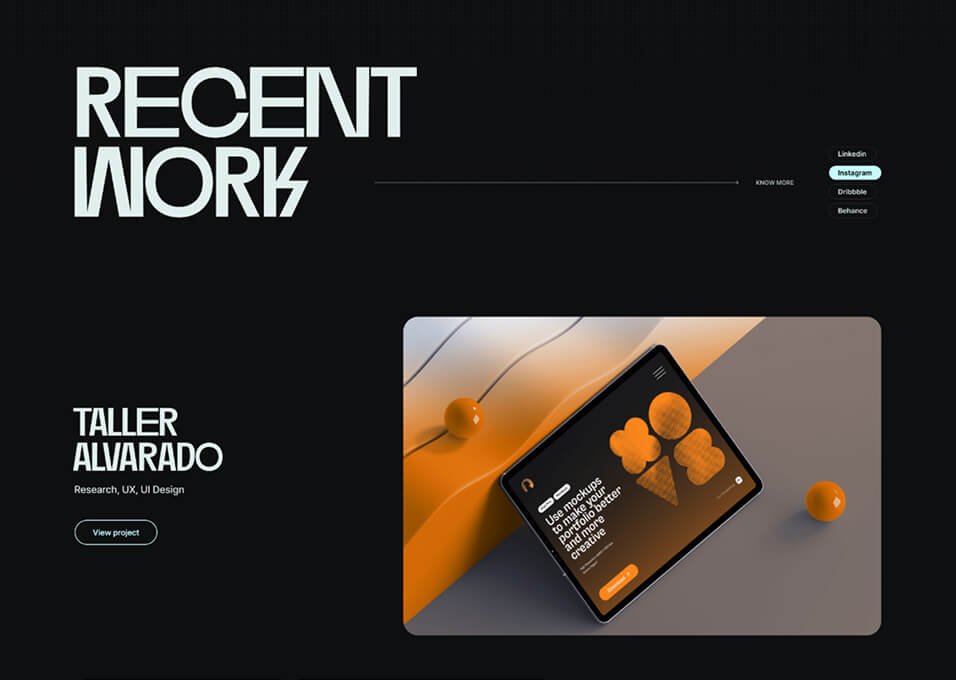 RECENT
WORK
KNOW MORE
Linkedin
Instagram
Dribbble
Behance
TALLER
ALVARADO
Research, UX, UI Design
View project
Use mockups
to make your
portfolio better
and more
creative
Download